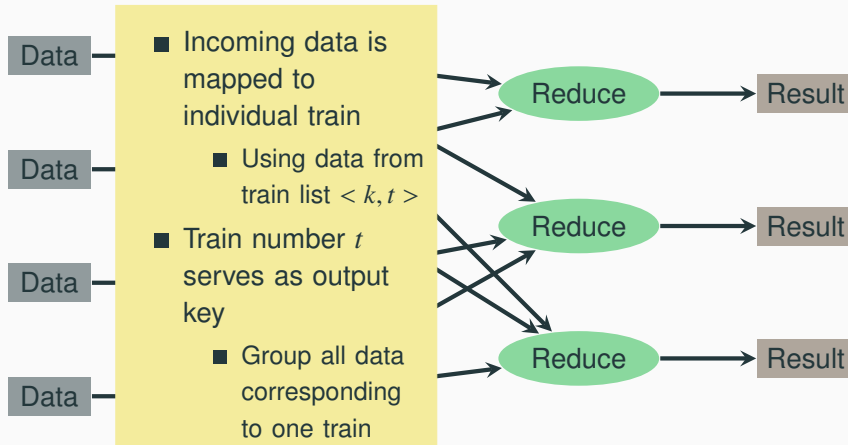 Data
Data
Data
Data
■ Incoming data is
mapped to
individual train
■ Using data from
train list < k, t >
■ Train number t
serves as output
key
■ Group all data
corresponding
to one train
Reduce
Reduce
Reduce
Result
Result
Result